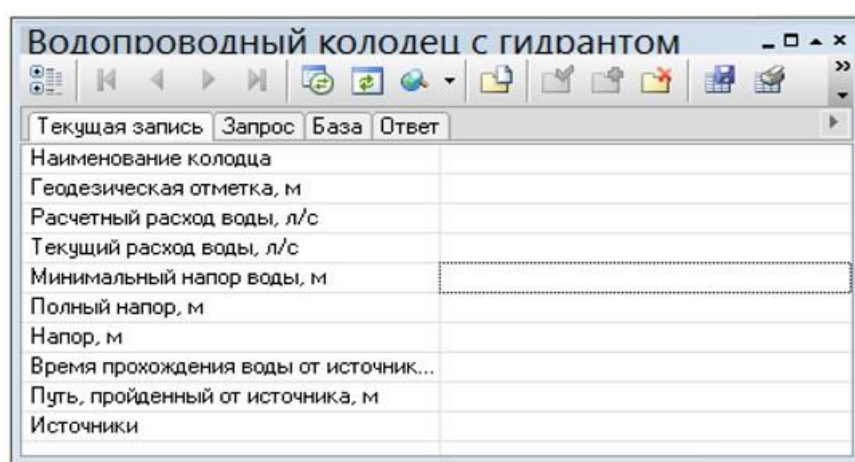 Водопроводный колодец с гидрантом
Текущая запись Запрос База Ответ
Наименование колодца
Геодезическая отметка, м
Расчетный расход воды, л/с
Текущий расход воды, л/с
Минимальный напор воды, м
Полный напор, м
Напор, м
Время прохождения воды от источник...
Путь, пройденный от источника, м
Источники